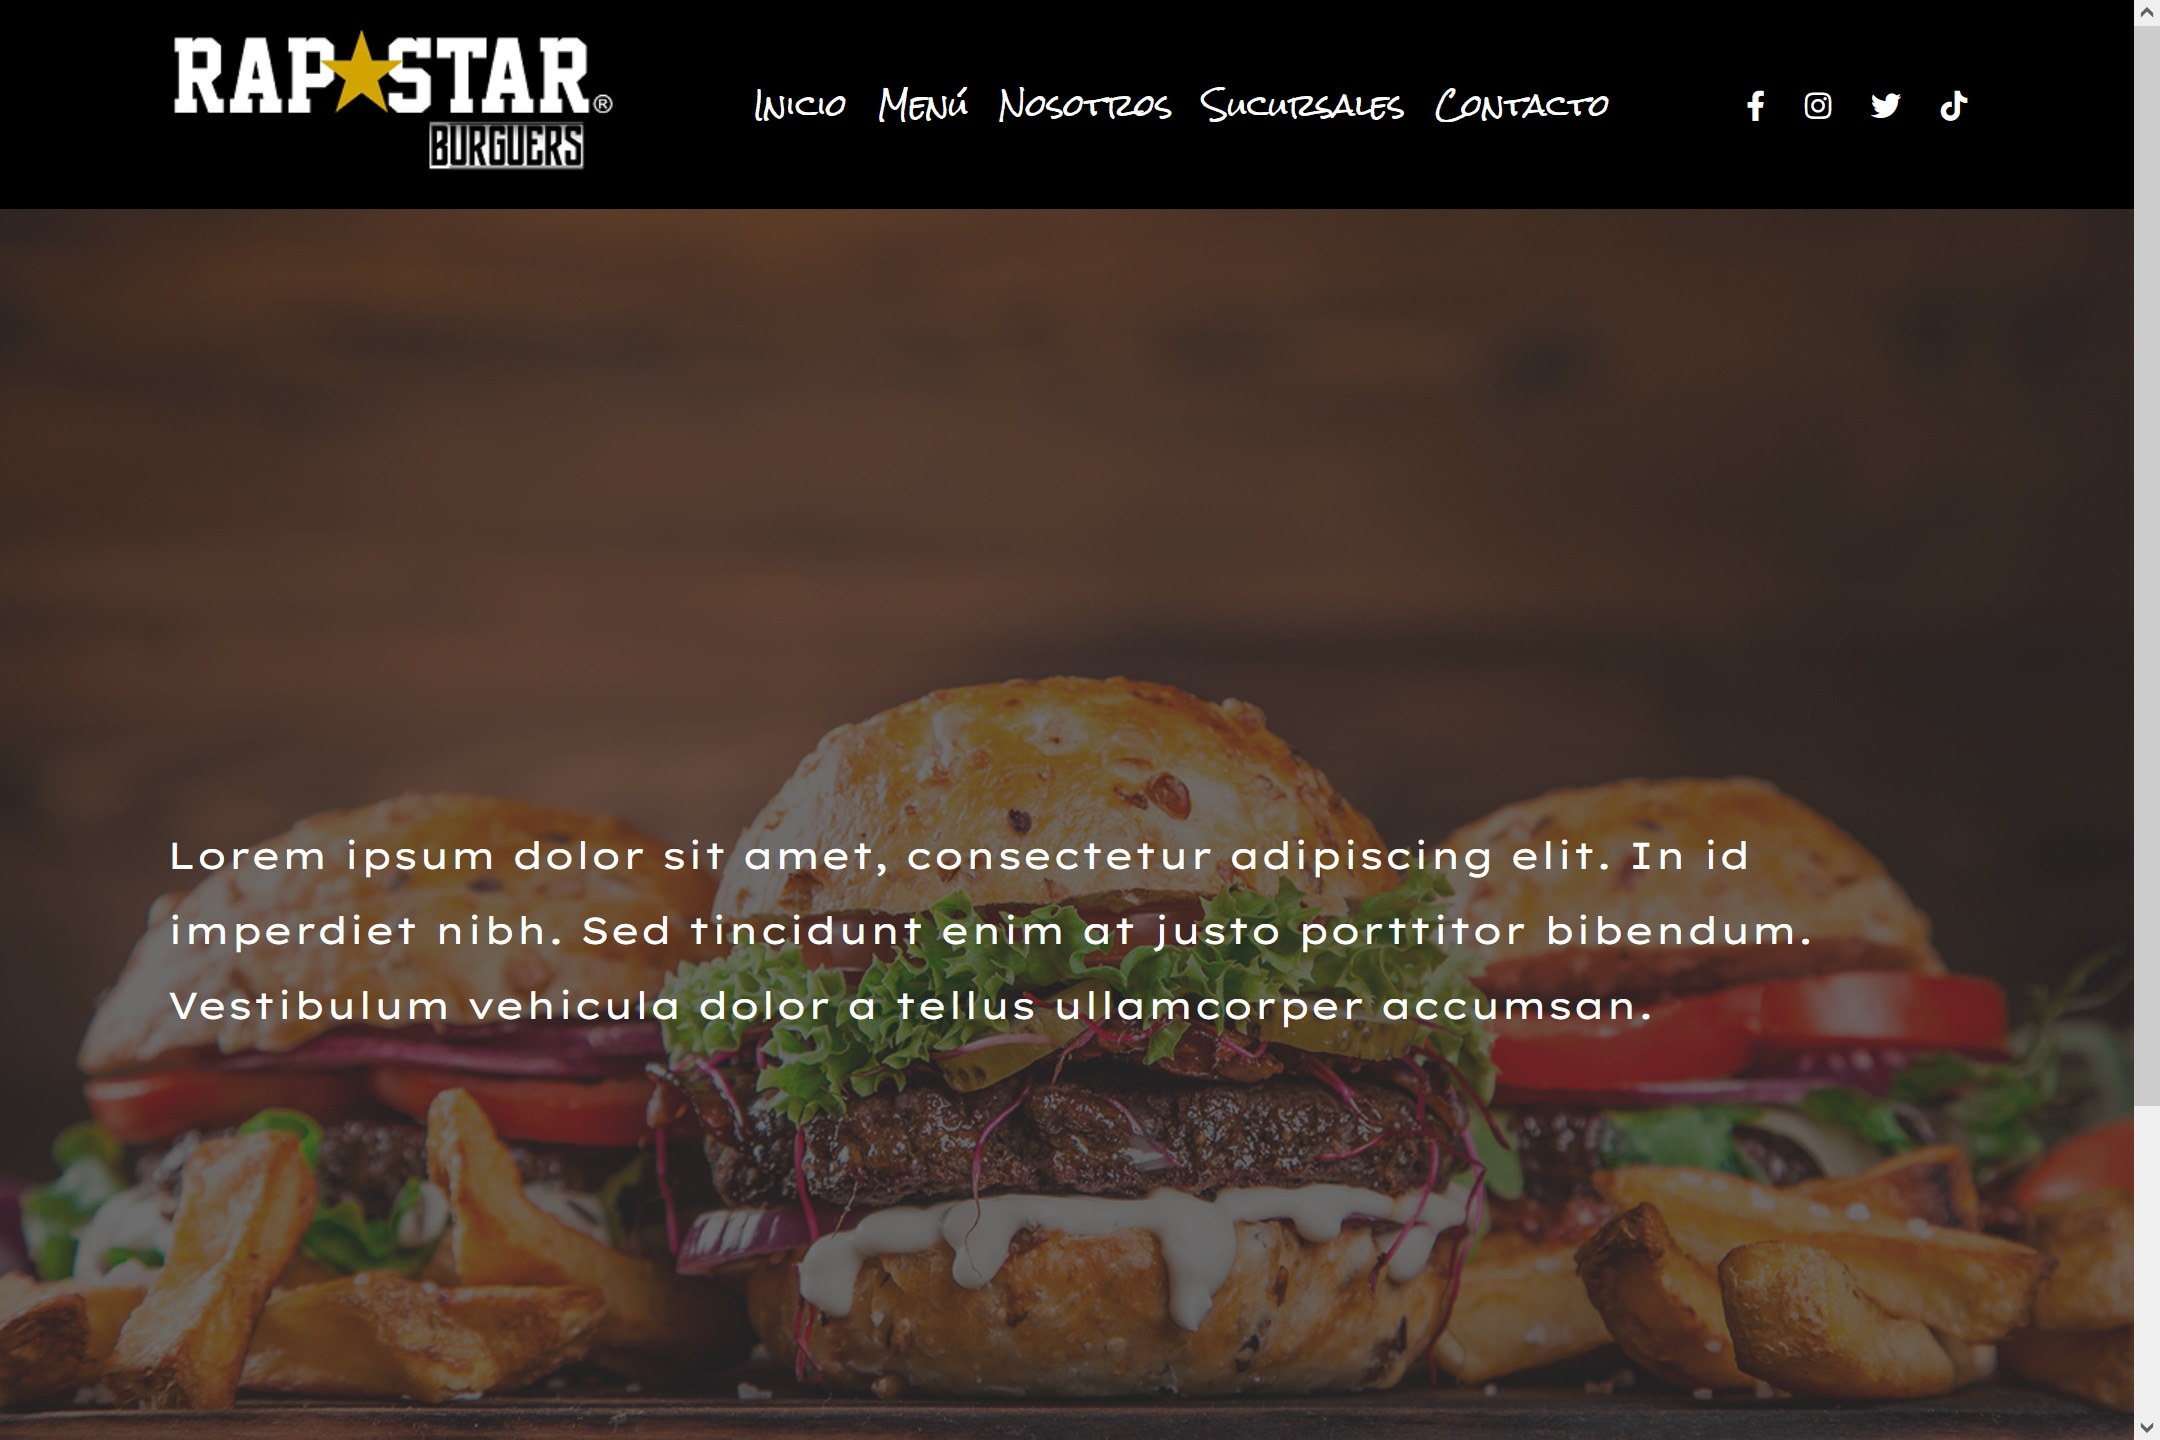 RAP STAR®
BURGUERS
Inicio Menú Nosotros Sucursales Contacto
Lorem ipsum dolor sit amet, consectetur adipiscing elit. In id
imperdiet nibh. Sed tincidunt enim at justo porttitor bibendum.
Vestibulum vehicula dolor a tellus ullamcorper accumsan.